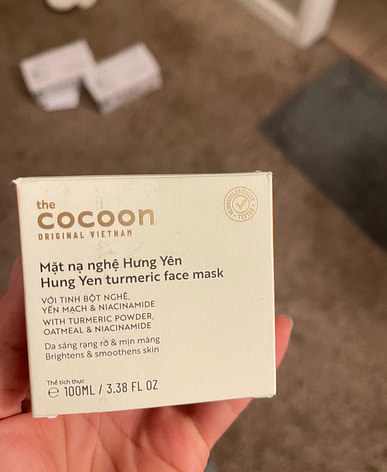 the
cocoon
ORIGINAL VIETNAM
Mặt nạ nghệ Hưng Yên
Hung Yen turmeric face mask
VỚI TINH BỘT NGHỆ,
YẾN MẠCH & NIACINAMIDE
WITH TURMERIC POWDER,
OATMEAL & NIACINAMIDE
Da sáng rạng rỡ & mịn màng
Brightens & smoothens skin
Thể tích thực
℮ 100ML / 3.38 FL OZ
TESTED